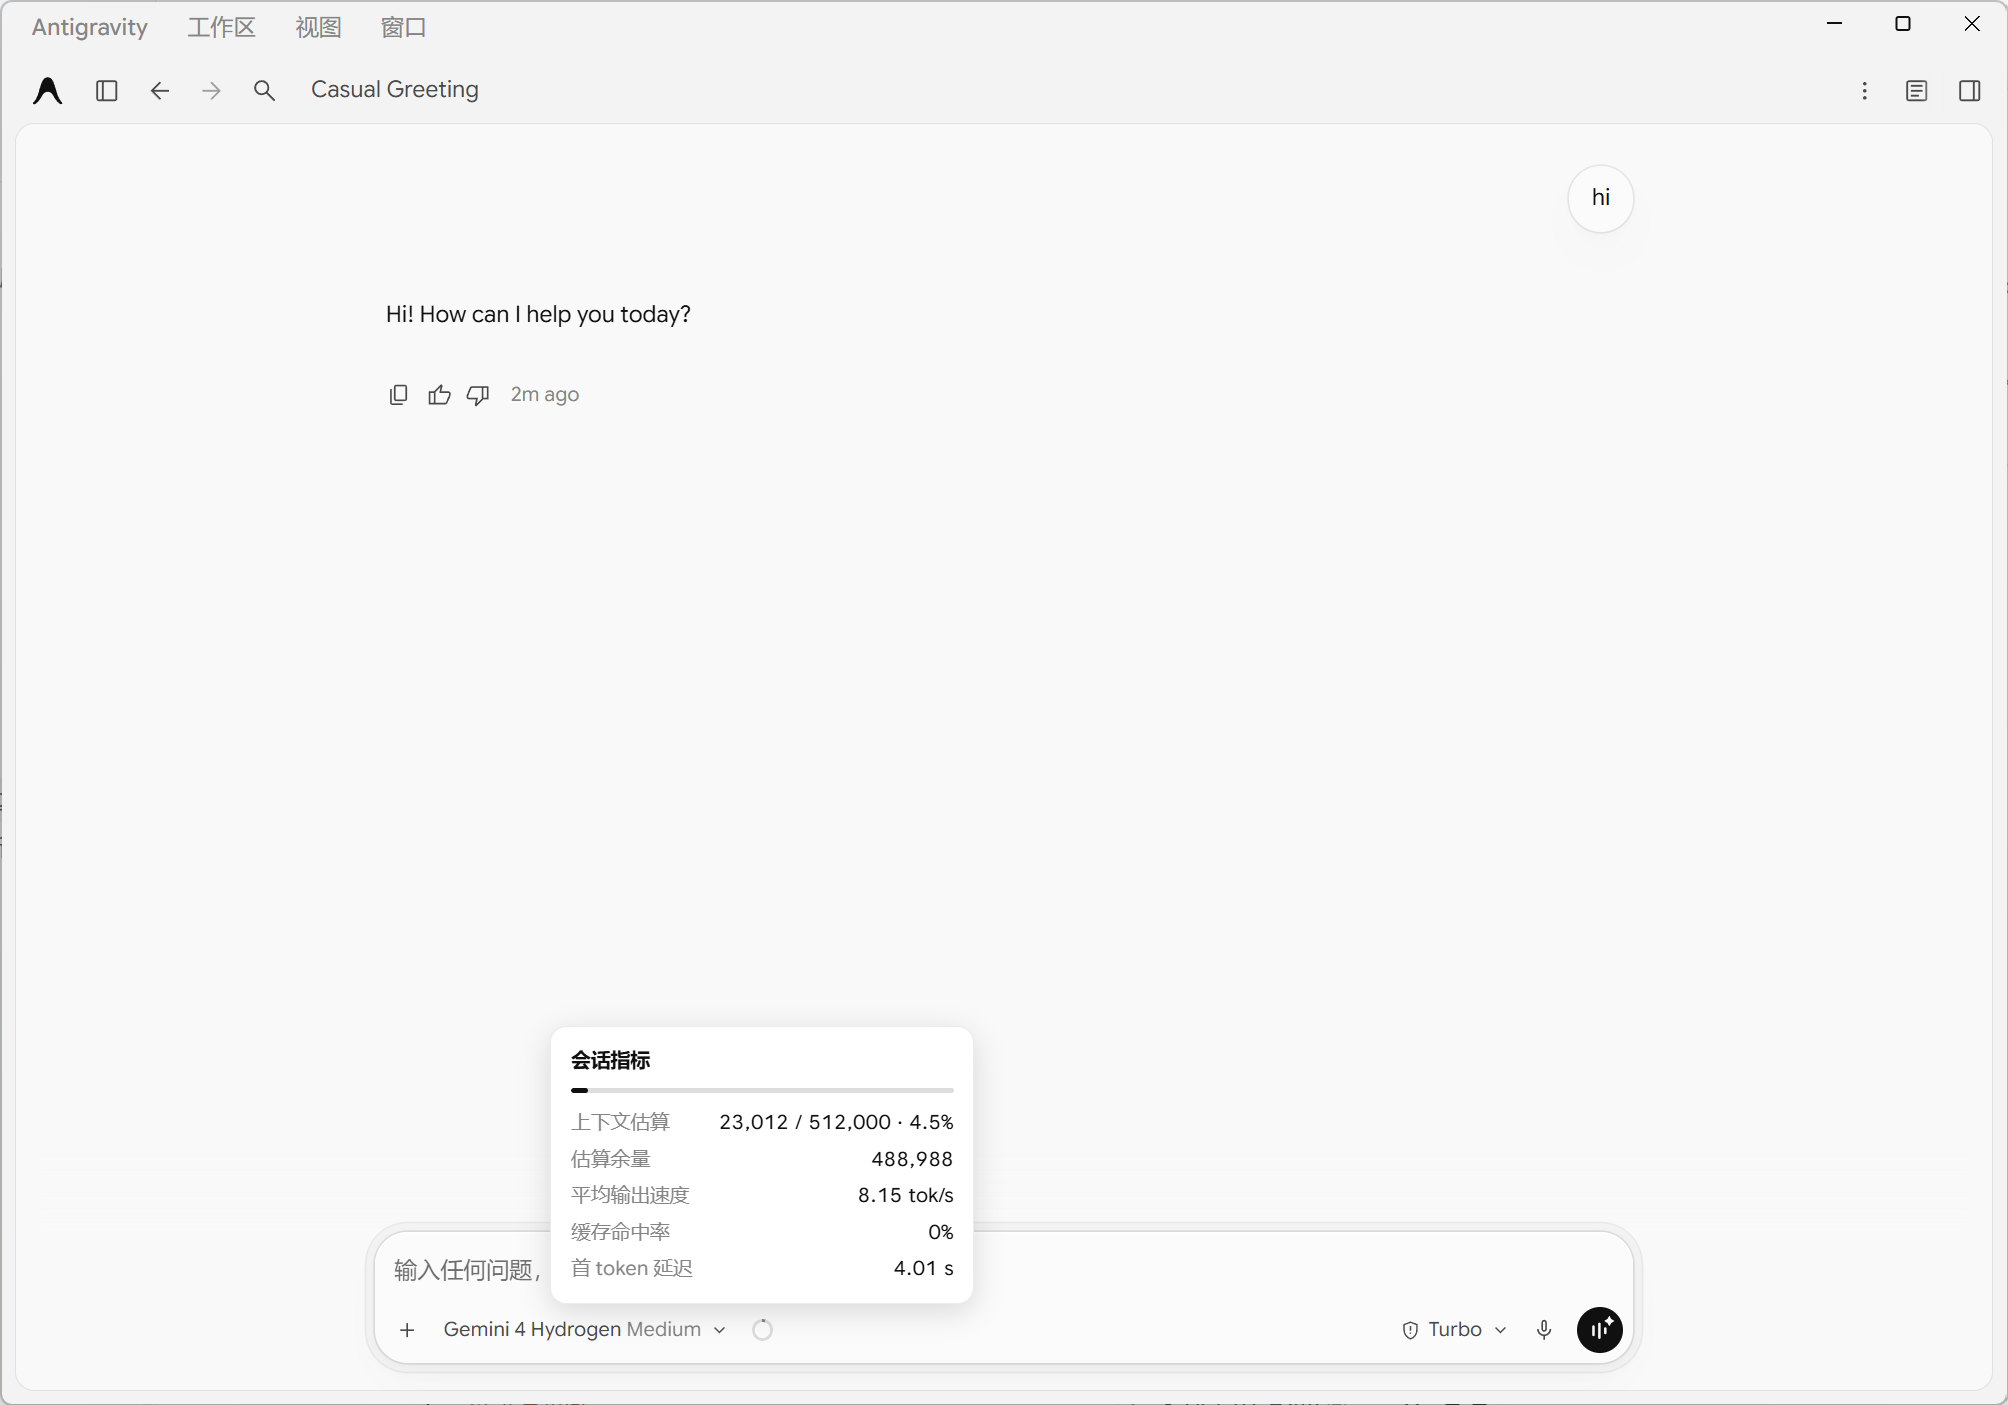 Antigravity 工作区 视图 窗口
Casual Greeting
hi
Hi! How can I help you today?
2m ago
会话指标
上下文估算 23,012 / 512,000 · 4.5%
估算余量 488,988
平均输出速度 8.15 tok/s
缓存命中率 0%
首 token 延迟 4.01 s
输入任何问题，
Gemini 4 Hydrogen Medium
Turbo